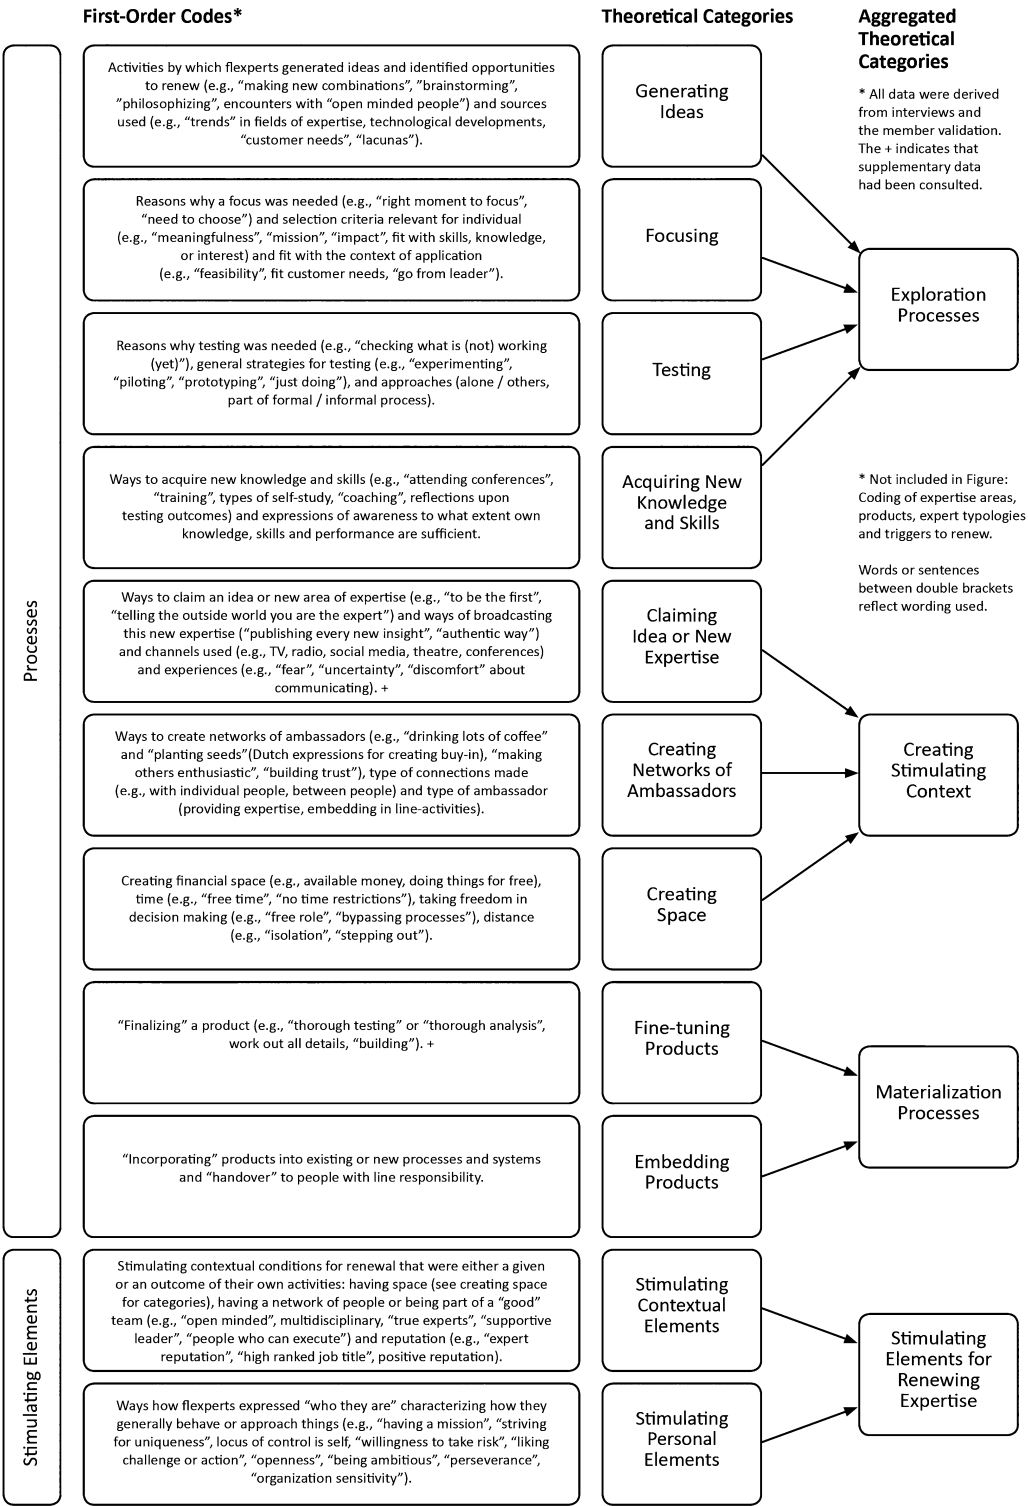 First-Order Codes*
Theoretical Categories
Aggregated
Theoretical
Categories
* All data were derived
from interviews and
the member validation.
The + indicates that
supplementary data
had been consulted.
Processes
Activities by which flexperts generated ideas and identified opportunities
to renew (e.g., “making new combinations”, ”brainstorming”,
”philosophizing”, encounters with “open minded people”) and sources
used (e.g., “trends” in fields of expertise, technological developments,
“customer needs”, “lacunas”).
Generating
Ideas
Reasons why a focus was needed (e.g., “right moment to focus”,
“need to choose”) and selection criteria relevant for individual
(e.g., “meaningfulness”, “mission”, “impact”, fit with skills, knowledge,
or interest) and fit with the context of application
(e.g., “feasibility”, fit customer needs, “go from leader”).
Focusing
Exploration
Processes
Reasons why testing was needed (e.g., “checking what is (not) working
(yet)”), general strategies for testing (e.g., “experimenting”,
“piloting”, “prototyping”, “just doing”), and approaches (alone / others,
part of formal / informal process).
Testing
Ways to acquire new knowledge and skills (e.g., “attending conferences”,
“training”, types of self-study, “coaching”, reflections upon
testing outcomes) and expressions of awareness to what extent own
knowledge, skills and performance are sufficient.
Acquiring New
Knowledge
and Skills
* Not included in Figure:
Coding of expertise areas,
products, expert typologies
and triggers to renew.
Words or sentences
between double brackets
reflect wording used.
Ways to claim an idea or new area of expertise (e.g., “to be the first”,
“telling the outside world you are the expert”) and ways of broadcasting
this new expertise (“publishing every new insight”, “authentic way”)
and channels used (e.g., TV, radio, social media, theatre, conferences)
and experiences (e.g., “fear”, “uncertainty”, “discomfort” about
communicating). +
Claiming
Idea or New
Expertise
Ways to create networks of ambassadors (e.g., “drinking lots of coffee”
and “planting seeds”(Dutch expressions for creating buy-in), “making
others enthusiastic”, “building trust”), type of connections made
(e.g., with individual people, between people) and type of ambassador
(providing expertise, embedding in line-activities).
Creating
Networks of
Ambassadors
Creating
Stimulating
Context
Creating financial space (e.g., available money, doing things for free),
time (e.g., “free time”, “no time restrictions”), taking freedom in
decision making (e.g., “free role”, “bypassing processes”), distance
(e.g., “isolation”, “stepping out”).
Creating
Space
“Finalizing” a product (e.g., “thorough testing” or “thorough analysis”,
work out all details, “building”). +
Fine-tuning
Products
Materialization
Processes
“Incorporating” products into existing or new processes and systems
and “handover” to people with line responsibility.
Embedding
Products
Stimulating Elements
Stimulating contextual conditions for renewal that were either a given
or an outcome of their own activities: having space (see creating space
for categories), having a network of people or being part of a “good”
team (e.g., “open minded”, multidisciplinary, “true experts”, “supportive
leader”, “people who can execute”) and reputation (e.g., “expert
reputation”, “high ranked job title”, positive reputation).
Stimulating
Contextual
Elements
Stimulating
Elements for
Renewing
Expertise
Ways how flexperts expressed “who they are” characterizing how they
generally behave or approach things (e.g., “having a mission”, “striving
for uniqueness”, locus of control is self, “willingness to take risk”, “liking
challenge or action”, “openness”, “being ambitious”, “perseverance”,
“organization sensitivity”).
Stimulating
Personal
Elements